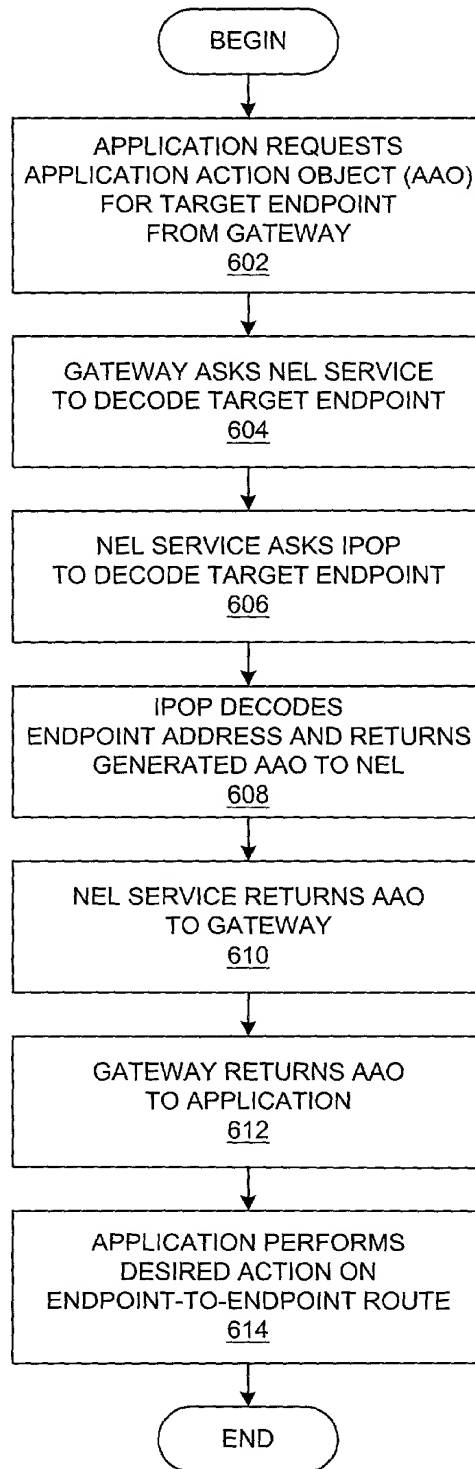 BEGIN
APPLICATION REQUESTS
APPLICATION ACTION OBJECT (AAO)
FOR TARGET ENDPOINT
FROM GATEWAY
602
GATEWAY ASKS NEL SERVICE
TO DECODE TARGET ENDPOINT
604
NEL SERVICE ASKS IPOP
TO DECODE TARGET ENDPOINT
606
IPOP DECODES
ENDPOINT ADDRESS AND RETURNS
GENERATED AAO TO NEL
608
NEL SERVICE RETURNS AAO
TO GATEWAY
610
GATEWAY RETURNS AAO
TO APPLICATION
612
APPLICATION PERFORMS
DESIRED ACTION ON
ENDPOINT-TO-ENDPOINT ROUTE
614
END